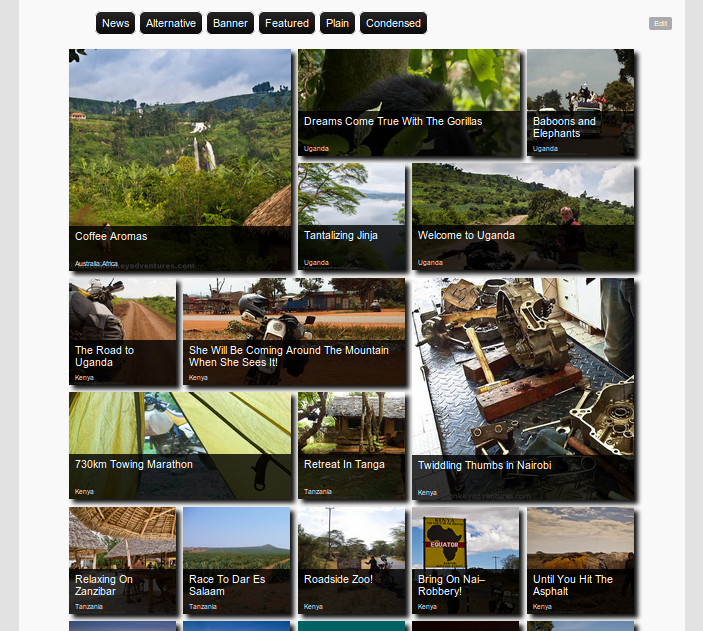 News
Alternative
Banner
Featured
Plain
Condensed
Edit
Coffee Aromas
Australia Africa
Dreams Come True With The Gorillas
Uganda
Baboons and
Elephants
Uganda
Tantalizing Jinja
Uganda
Welcome to Uganda
Uganda
The Road to
Uganda
Kenya
She Will Be Coming Around The Mountain
When She Sees It!
Kenya
Twiddling Thumbs in Nairobi
Kenya
730km Towing Marathon
Kenya
Retreat In Tanga
Tanzania
Relaxing On
Zanzibar
Tanzania
Race To Dar Es
Salaam
Tanzania
Roadside Zoo!
Kenya
KENYA
EQUATOR
Bring On Nai–
Robbery!
Kenya
Until You Hit The
Asphalt
Kenya